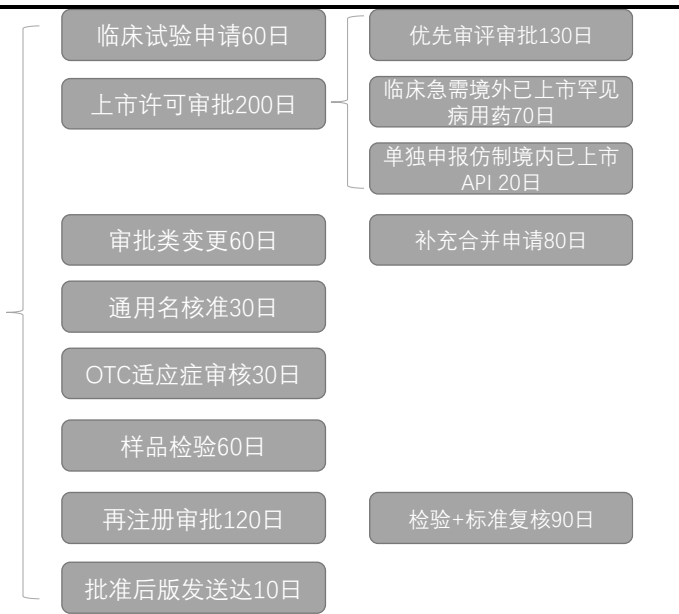 临床试验申请60日
优先审评审批130日
上市许可审批200日
临床急需境外已上市罕见
病用药70日
单独申报仿制境内已上市
API 20日
审批类变更60日
补充合并申请80日
通用名核准30日
OTC适应症审核30日
样品检验60日
再注册审批120日
检验+标准复核90日
批准后版发送达10日